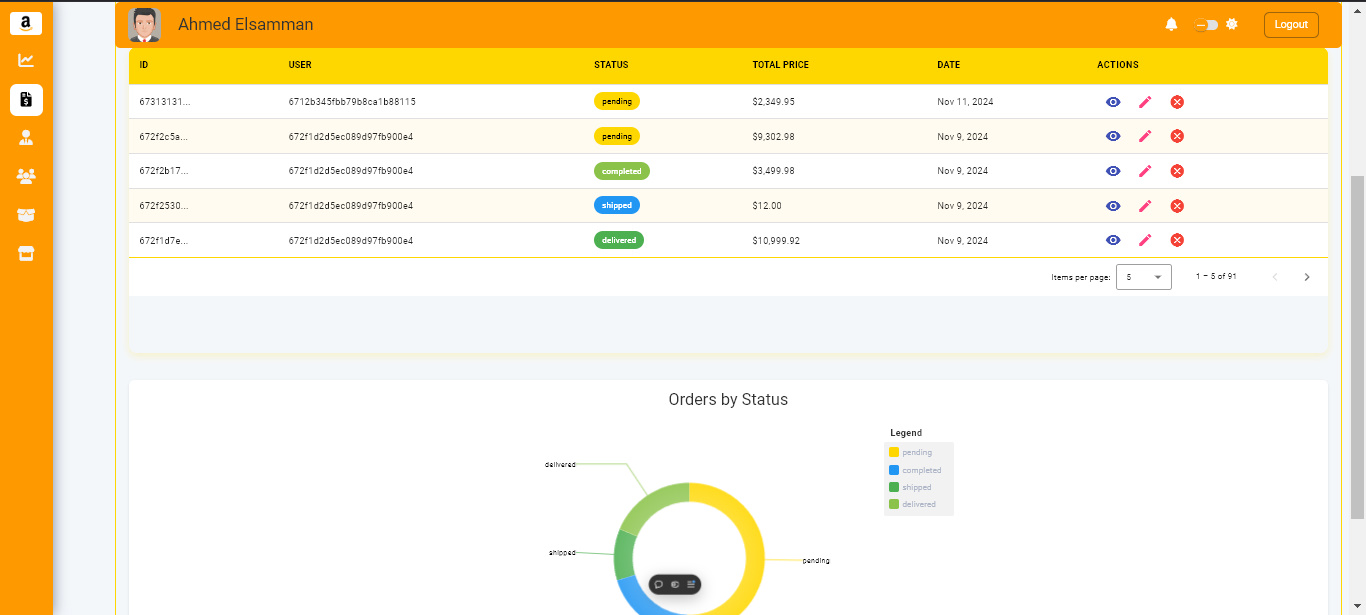 a
Ahmed Elsamman
Logout
ID USER STATUS TOTAL PRICE DATE ACTIONS
67313131... 6712b345fbb79b8ca1b88115 pending $2,349.95 Nov 11, 2024
672f2c5a... 672f1d2d5ec089d97fb900e4 pending $9,302.98 Nov 9, 2024
672f2b17... 672f1d2d5ec089d97fb900e4 completed $3,499.98 Nov 9, 2024
672f2530... 672f1d2d5ec089d97fb900e4 shipped $12.00 Nov 9, 2024
672f1d7e... 672f1d2d5ec089d97fb900e4 delivered $10,999.92 Nov 9, 2024
Items per page: 5 1 – 5 of 91
Orders by Status
Legend
pending
completed
shipped
delivered
delivered
shipped
pending